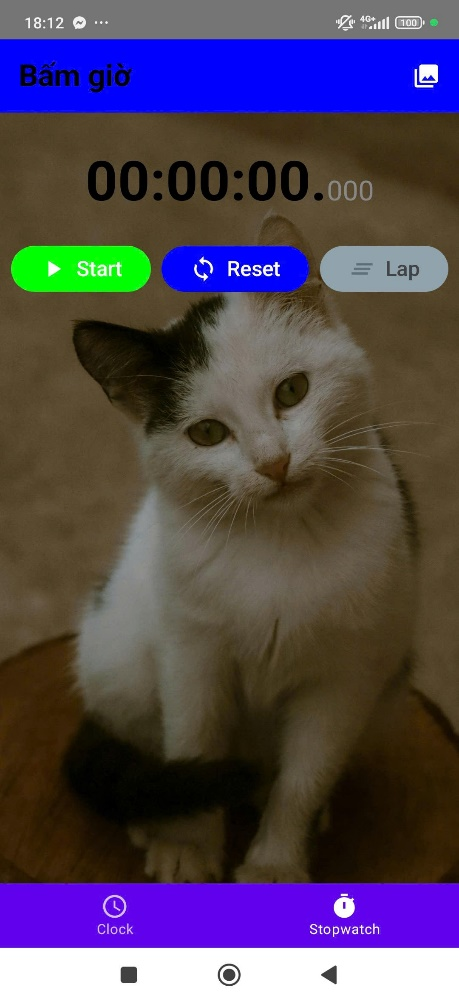 18:12
4G+
100
Bấm giờ
00:00:00.000
Start Reset Lap
Clock Stopwatch